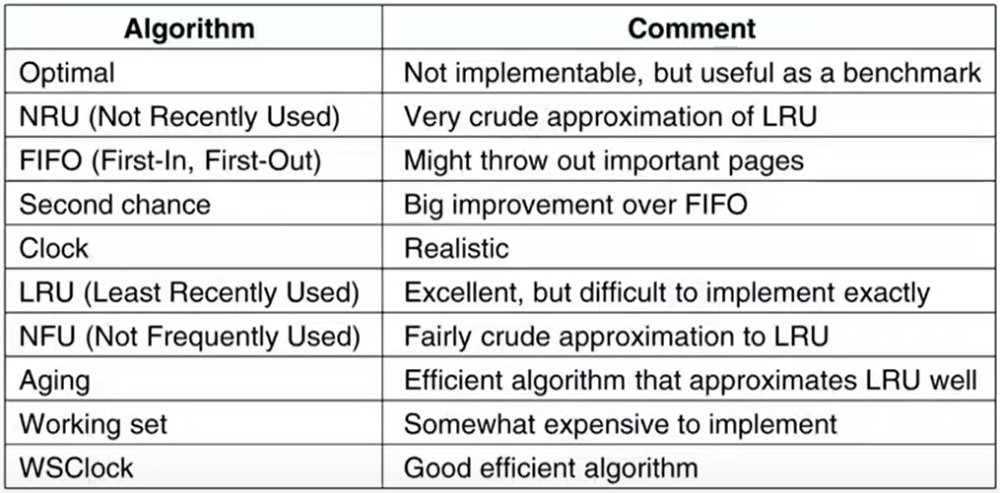 Algorithm Comment
Optimal Not implementable, but useful as a benchmark
NRU (Not Recently Used) Very crude approximation of LRU
FIFO (First-In, First-Out) Might throw out important pages
Second chance Big improvement over FIFO
Clock Realistic
LRU (Least Recently Used) Excellent, but difficult to implement exactly
NFU (Not Frequently Used) Fairly crude approximation to LRU
Aging Efficient algorithm that approximates LRU well
Working set Somewhat expensive to implement
WSClock Good efficient algorithm